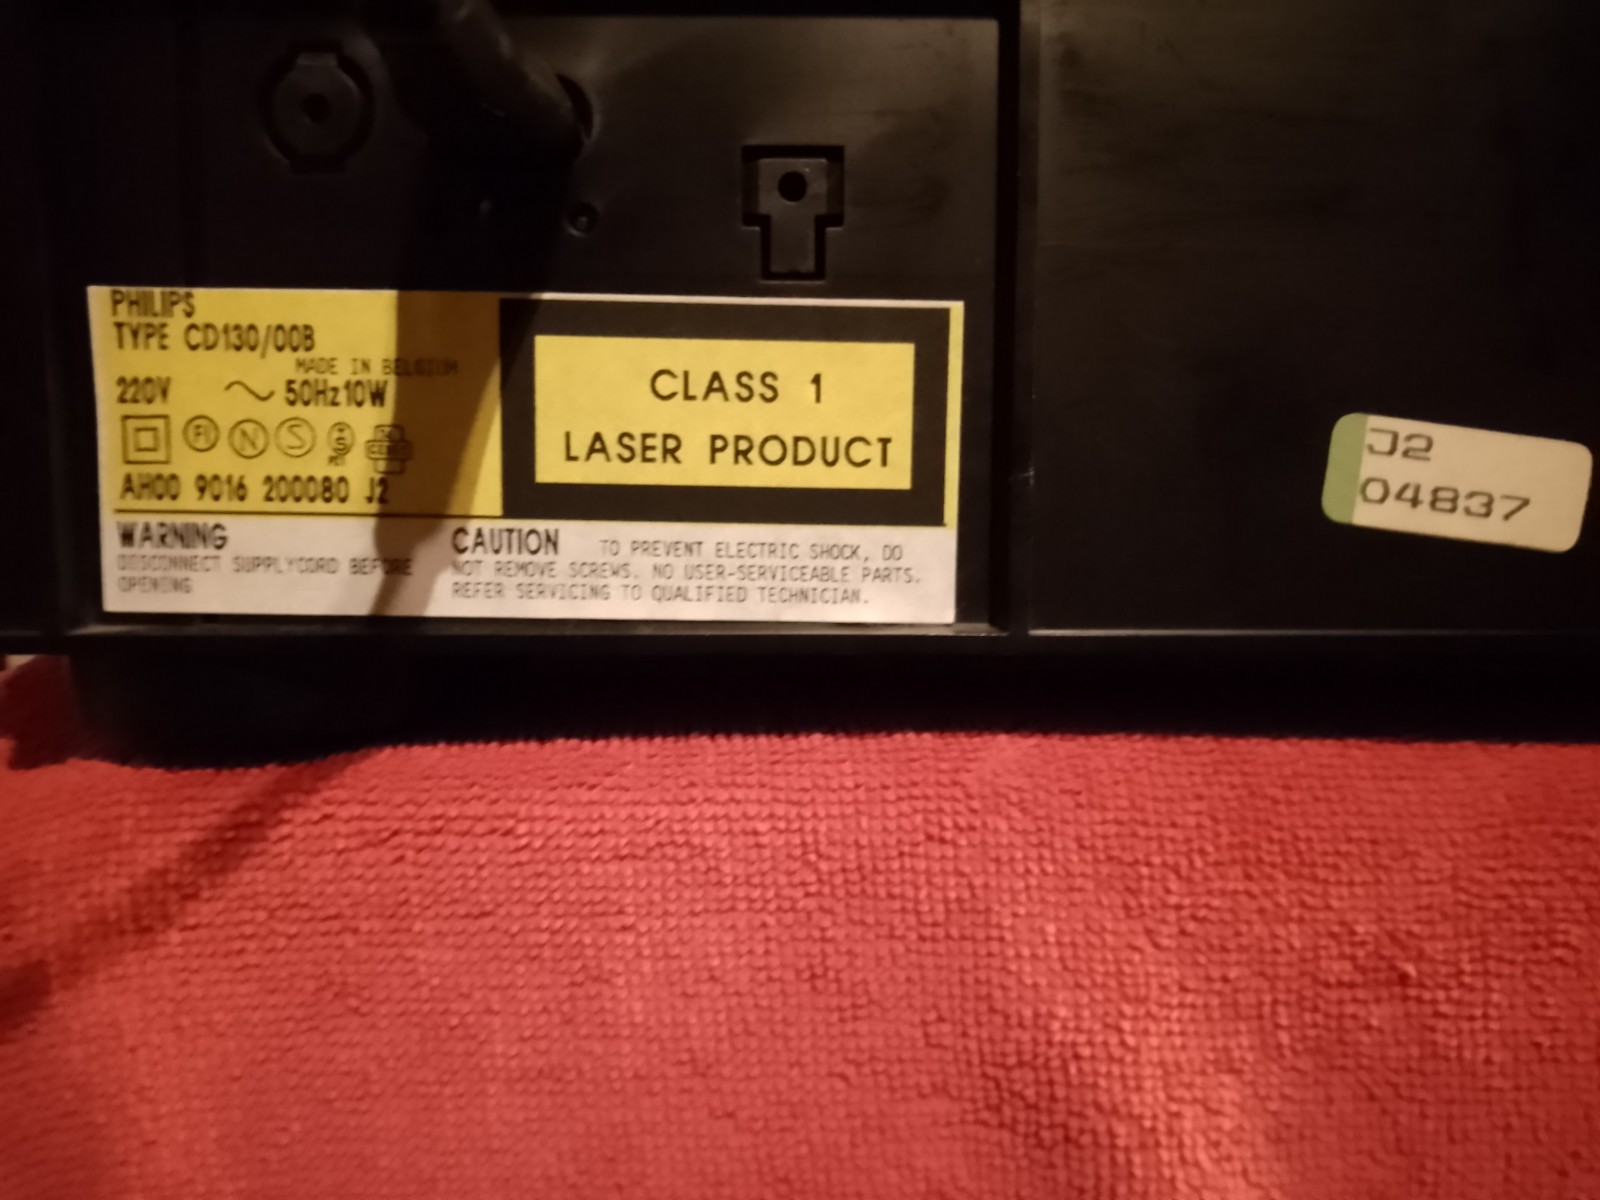 PHILIPS
TYPE CD130/00B
MADE IN BELGIUM
220V ~ 50Hz 10W
FI N S
AH00 9016 200080 J2
CLASS 1
LASER PRODUCT
WARNING
DISCONNECT SUPPLYCORD BEFORE
OPENING
CAUTION TO PREVENT ELECTRIC SHOCK, DO
NOT REMOVE SCREWS. NO USER-SERVICEABLE PARTS.
REFER SERVICING TO QUALIFIED TECHNICIAN.
J2
04837